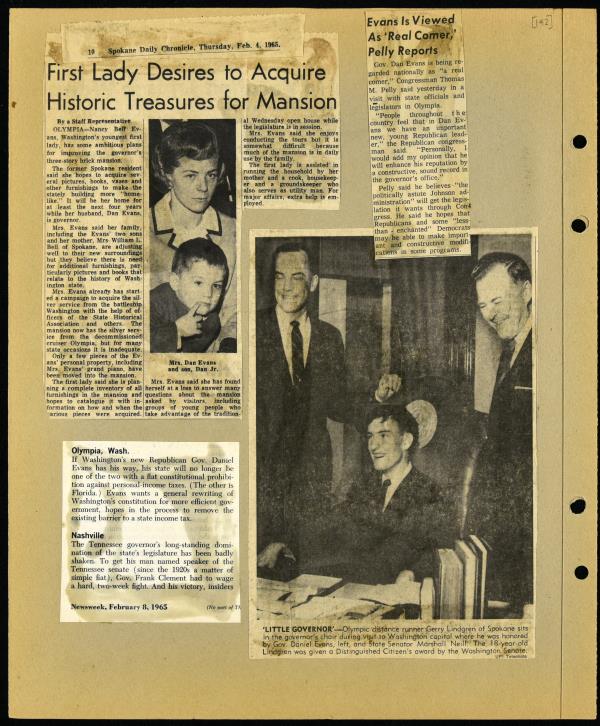 [142]
10 Spokane Daily Chronicle, Thursday, Feb. 4, 1965.
First Lady Desires to Acquire
Historic Treasures for Mansion
By a Staff Representative
OLYMPIA—Nancy Bell Ev-
ans, Washington's youngest first
lady, has some ambitious plans
for improving the governor's
three-story brick mansion.
The former Spokane resident
said she hopes to acquire sev-
eral pictures, books, vases and
other furnishings to make the
stately building more "home-
like." It will be her home for
at least the next four years
while her husband, Dan Evans,
is governor.
Mrs. Evans said her family,
including the Evans' two sons
and her mother, Mrs. William L.
Bell of Spokane, are adjusting
well to their new surroundings
but they believe there is need
for additional furnishings, par-
ticularly pictures and books that
relate to the history of Wash-
ington state.
Mrs. Evans already has start-
ed a campaign to acquire the sil-
ver service from the battleship
Washington with the help of of-
ficers of the State Historical
Association and others. The
mansion now has the silver serv-
ice from the decommissioned
cruiser Olympia, but for many
state occasions it is inadequate.
Only a few pieces of the Ev-
ans' personal property, including
Mrs. Evans' grand piano, have
been moved into the mansion.
The first lady said she is plan-
ning a complete inventory of all
furnishings in the mansion and
hopes to catalogue it with in-
formation on how and when the
various pieces were acquired.
Mrs. Dan Evans
and son, Dan Jr.
Mrs. Evans said she has found
herself at a loss to answer many
questions about the mansion
asked by visitors, including
groups of young people who
take advantage of the tradition-
al Wednesday open house while
the legislature is in session.
Mrs. Evans said she enjoys
conducting the tours but it is
somewhat difficult because
much of the mansion is in daily
use by the family.
The first lady is assisted in
running the household by her
mother and a cook, housekeep-
er and a groundskeeper who
also serves as utility man. For
major affairs, extra help is em-
ployed.
Evans Is Viewed
As 'Real Comer,'
Pelly Reports
Gov. Dan Evans is being re-
garded nationally as "a real
comer," Congressman Thomas
M. Pelly said yesterday in a
visit with state officials and
legislators in Olympia.
"People throughout the
country feel that in Dan Ev-
ans we have an important
new, young Republican lead-
er," the Republican congress-
man said. "Personally, I
would add my opinion that he
will enhance his reputation by
a constructive, sound record in
the governor's office."
Pelly said he believes "the
politically astute Johnson ad-
ministration" will get the legis-
lation it wants through Con-
gress. He said he hopes that
Republicans and some "less-
than-enchanted" Democrats
may be able to make import-
ant and constructive modifi-
cations in some programs.
Olympia, Wash.
If Washington's new Republican Gov. Daniel
Evans has his way, his state will no longer be
one of the two with a flat constitutional prohibi-
tion against personal-income taxes. (The other is
Florida.) Evans wants a general rewriting of
Washington's constitution for more efficient gov-
ernment, hopes in the process to remove the
existing barrier to a state income tax.
Nashville
The Tennessee governor's long-standing domi-
nation of the state's legislature has been badly
shaken. To get his man named speaker of the
Tennessee senate (since the 1920s a matter of
simple fiat), Gov. Frank Clement had to wage
a hard, two-week fight. And his victory, insiders
Newsweek, February 8, 1965
(No part of
'LITTLE GOVERNOR'—Olympic distance runner Gerry Lindgren of Spokane sits
in the governor's chair during visit to Washington capitol where he was honored
by Gov. Daniel Evans, left, and State Senator Marshall Neill. The 18-year-old
Lindgren was given a Distinguished Citizen's award by the Washington Senate.
UPI Telephoto